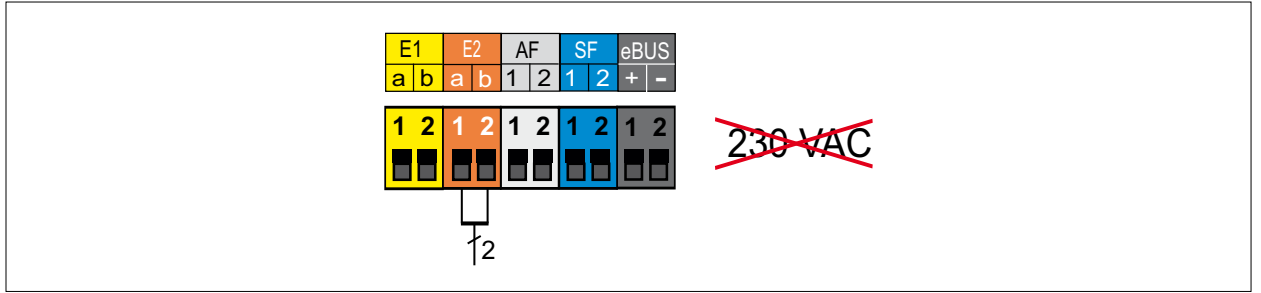 E1 E2 AF SF eBUS
a b a b 1 2 1 2 + -
1 2 1 2 1 2 1 2 1 2
230 VAC
2